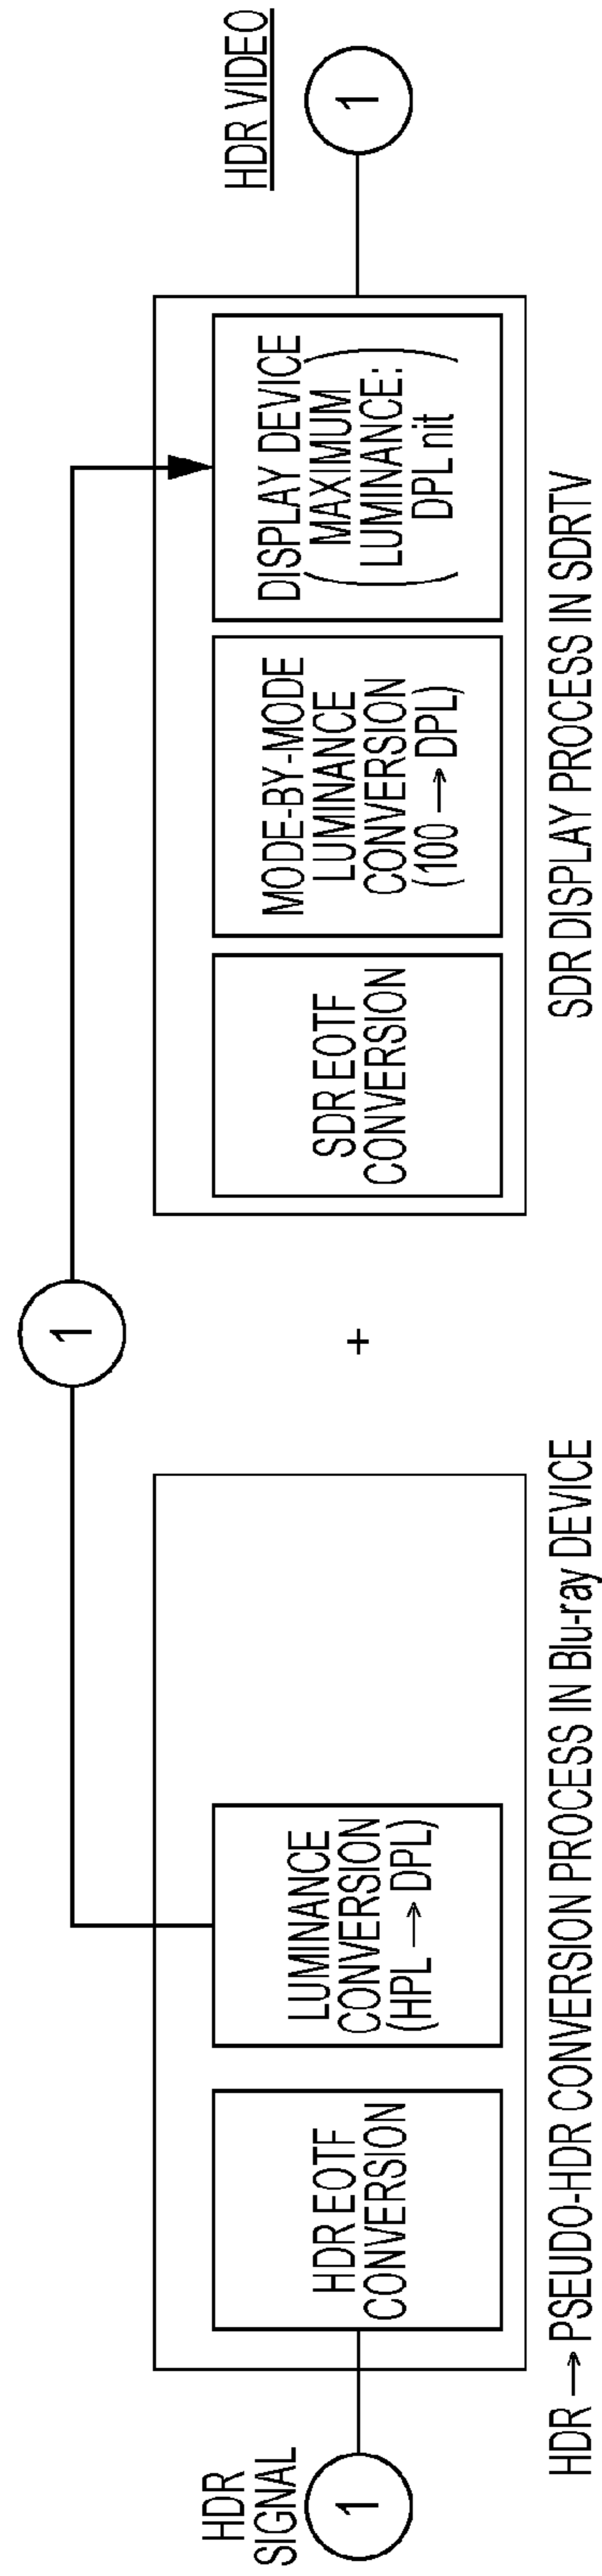 HDR
SIGNAL
1
HDR EOTF
CONVERSION
LUMINANCE
CONVERSION
(HPL → DPL)
HDR → PSEUDO-HDR CONVERSION PROCESS IN Blu-ray DEVICE
1
+
SDR EOTF
CONVERSION
MODE-BY-MODE
LUMINANCE
CONVERSION
(100 → DPL)
DISPLAY DEVICE
(MAXIMUM
LUMINANCE:
DPL nit)
SDR DISPLAY PROCESS IN SDRTV
HDR VIDEO
1